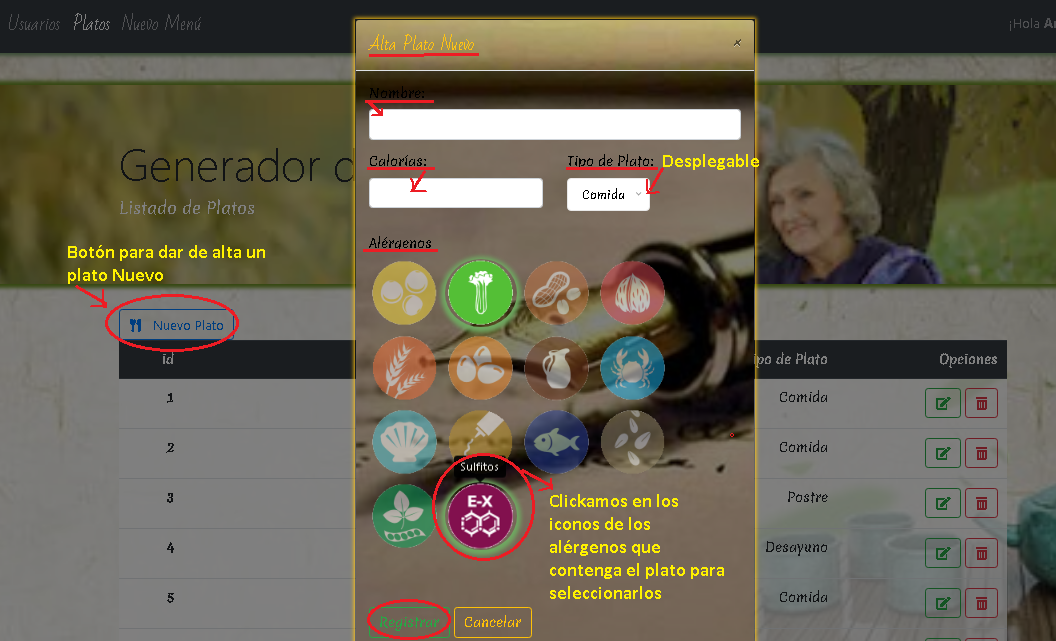 Usuarios Platos Nuevo Menú
¡Hola
Alta Plato Nuevo
×
Nombre:
Calorías:
Tipo de Plato: Desplegable
Comida
Generador
Listado de Platos
Alérgenos
Botón para dar de alta un
plato Nuevo
Nuevo Plato
id
de Plato
Opciones
1
Comida
2
Comida
3
Postre
4
Desayuno
5
Comida
Sulfitos
E-X
Clickamos en los
iconos de los
alérgenos que
contenga el plato para
seleccionarlos
Registrar
Cancelar